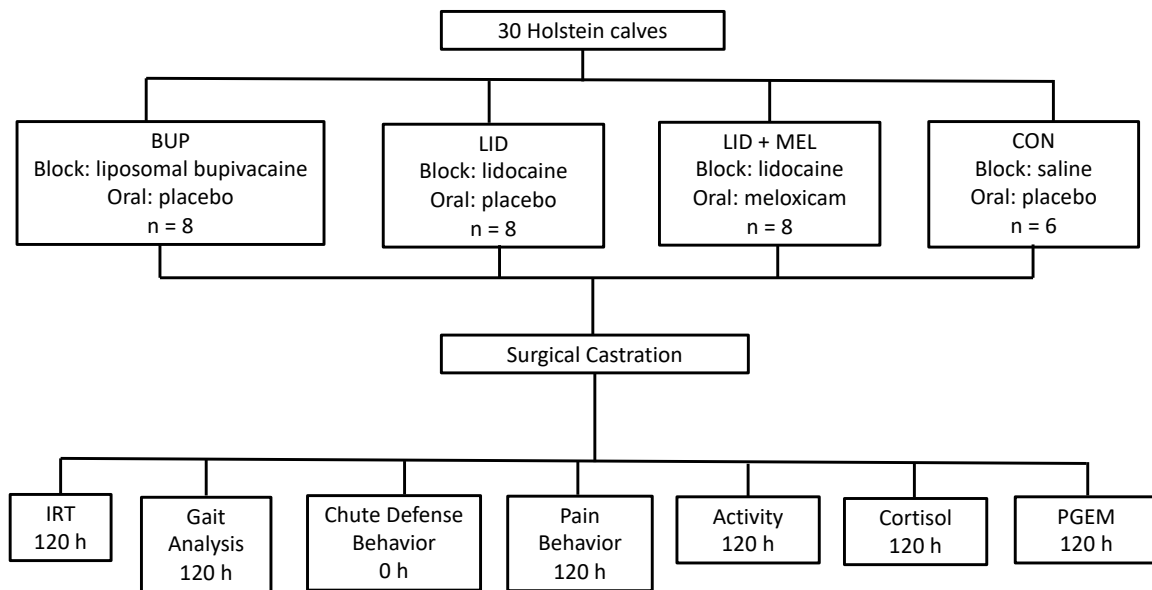 30 Holstein calves
BUP
Block: liposomal bupivacaine
Oral: placebo
n = 8
LID
Block: lidocaine
Oral: placebo
n = 8
LID + MEL
Block: lidocaine
Oral: meloxicam
n = 8
CON
Block: saline
Oral: placebo
n = 6
Surgical Castration
IRT
120 h
Gait
Analysis
120 h
Chute Defense
Behavior
0 h
Pain
Behavior
120 h
Activity
120 h
Cortisol
120 h
PGEM
120 h